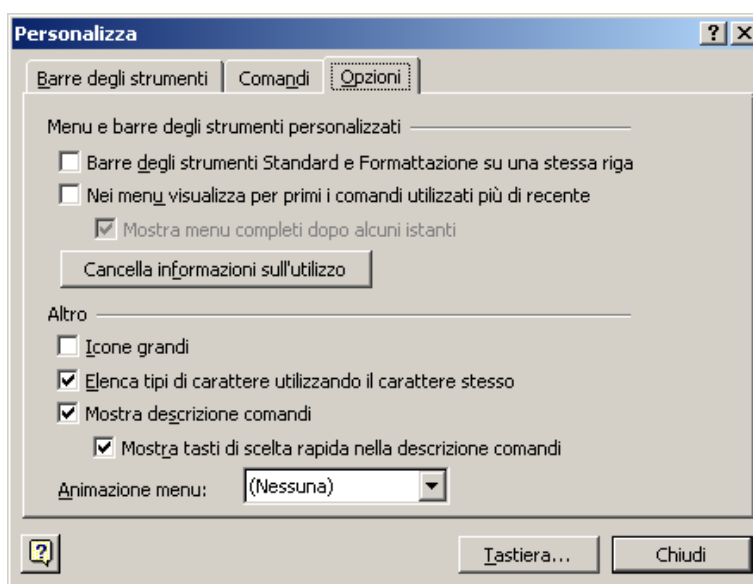 Personalizza
Barre degli strumenti Comandi Opzioni
Menu e barre degli strumenti personalizzati
Barre degli strumenti Standard e Formattazione su una stessa riga
Nei menu visualizza per primi i comandi utilizzati più di recente
Mostra menu completi dopo alcuni istanti
Cancella informazioni sull'utilizzo
Altro
Icone grandi
Elenca tipi di carattere utilizzando il carattere stesso
Mostra descrizione comandi
Mostra tasti di scelta rapida nella descrizione comandi
Animazione menu: (Nessuna)
Tastiera... Chiudi